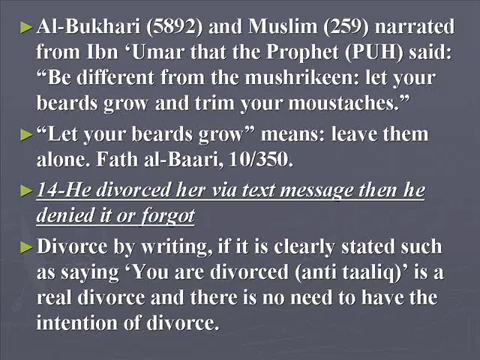 ►Al-Bukhari (5892) and Muslim (259) narrated
from Ibn ‘Umar that the Prophet (PUH) said:
“Be different from the mushrikeen: let your
beards grow and trim your moustaches.”
►“Let your beards grow” means: leave them
alone. Fath al-Baari, 10/350.
►14-He divorced her via text message then he
denied it or forgot
►Divorce by writing, if it is clearly stated such
as saying ‘You are divorced (anti taaliq)’ is a
real divorce and there is no need to have the
intention of divorce.